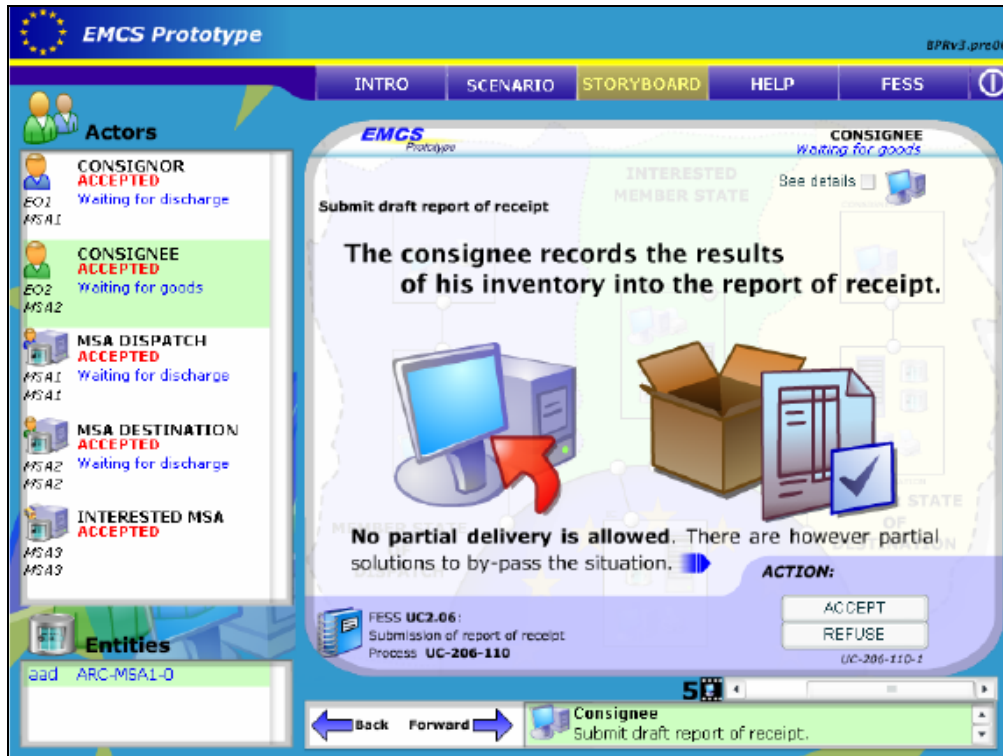 EMCS Prototype
INTRO SCENARIO STORYBOARD HELP FESS
Actors
CONSIGNOR
ACCEPTED
Waiting for discharge
EO1
MSA1
CONSIGNEE
ACCEPTED
Waiting for goods
EO2
MSA2
MSA DISPATCH
ACCEPTED
Waiting for discharge
MSA1
MSA1
MSA DESTINATION
ACCEPTED
Waiting for discharge
MSA2
MSA2
INTERESTED MSA
ACCEPTED
MSA3
MSA3
Entities
aad ARC-MSA1-0
EMCS
Prototype
CONSIGNEE
Waiting for goods
INTERESTED
MEMBER STATE
See details
Submit draft report of receipt
The consignee records the results
of his inventory into the report of receipt.
No partial delivery is allowed. There are however partial
solutions to by-pass the situation.
ACTION:
FESS UC2.06:
Submission of report of receipt
Process UC-206-110
ACCEPT
REFUSE
UC-206-110-1
5
Back Forward
Consignee
Submit draft report of receipt.